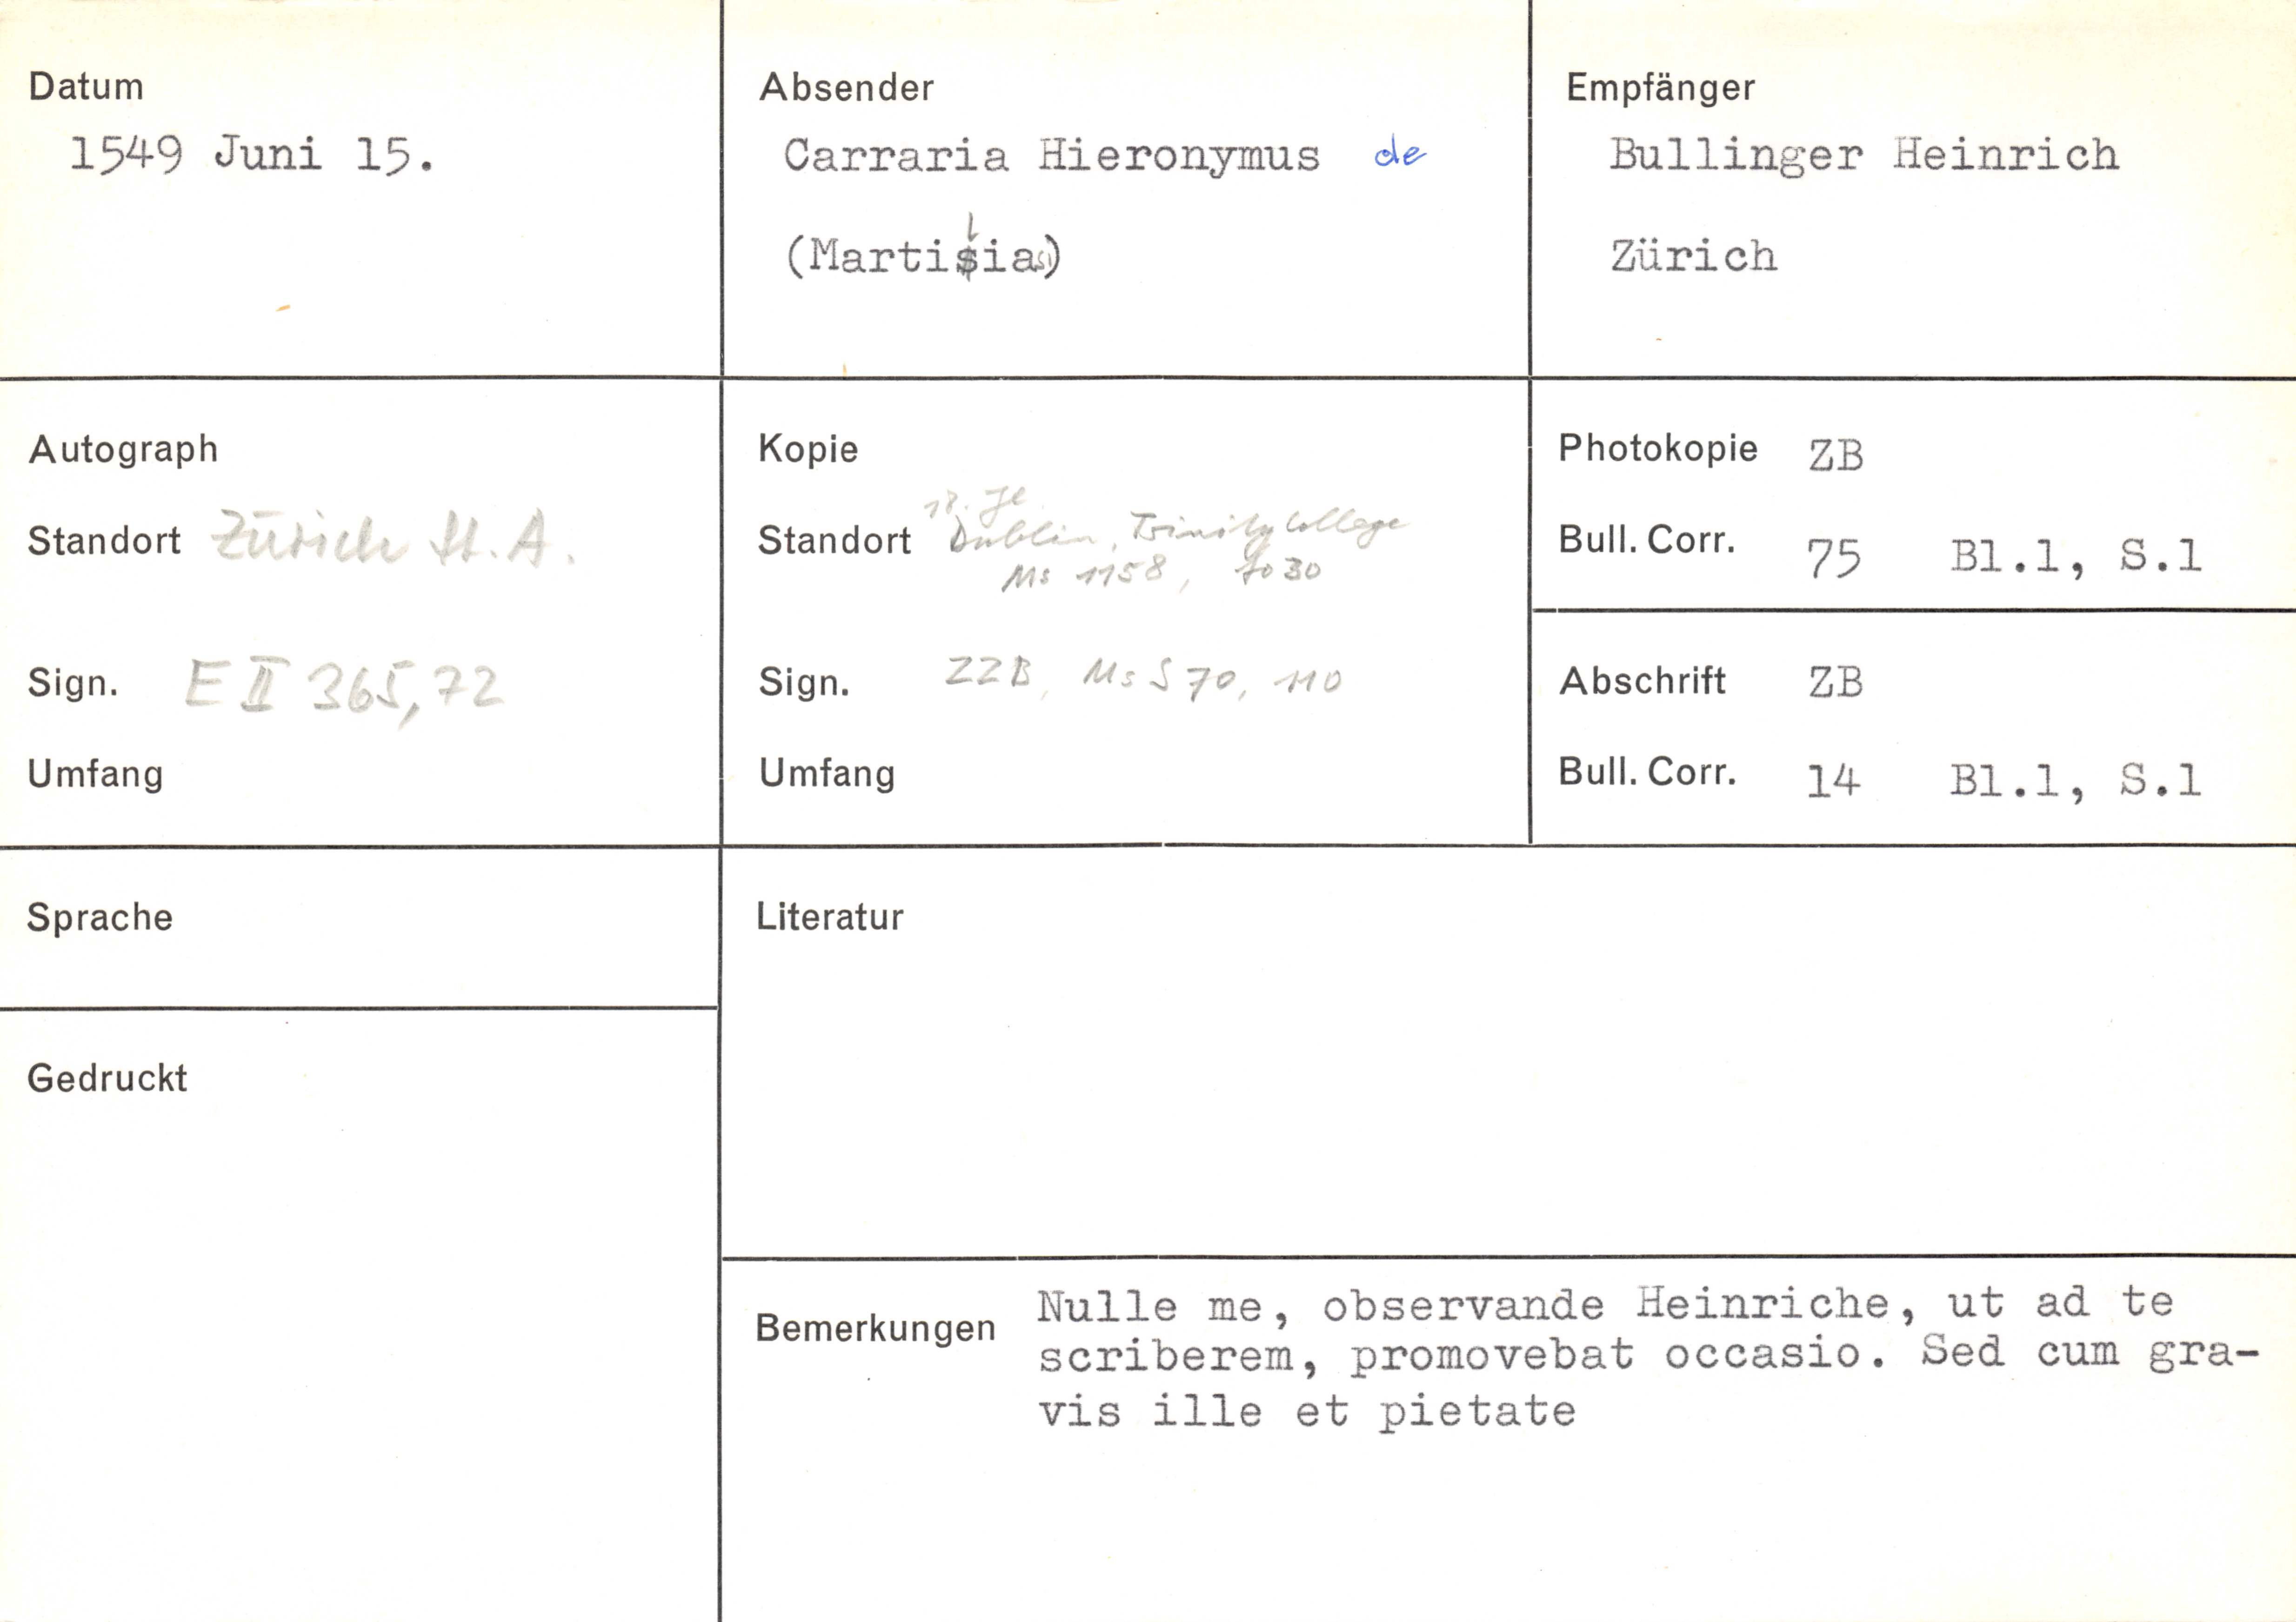 Datum
1549 Juni 15.
Absender
Carraria Hieronymus de
(Martilias)
Empfänger
Bullinger Heinrich
Zürich
Autograph
Standort Zürich St.A.
Sign. E II 365,72
Umfang
Kopie
18. Jh.
Standort Dublin, Trinity College
Ms 1158, fo 30
Sign. ZZB, Ms S 70, 110
Umfang
Photokopie ZB
Bull. Corr. 75 Bl.1, S.1
Abschrift ZB
Bull. Corr. 14 Bl.1, S.1
Sprache
Gedruckt
Literatur
Bemerkungen Nulle me, observande Heinriche, ut ad te
scriberem, promovebat occasio. Sed cum gra-
vis ille et pietate